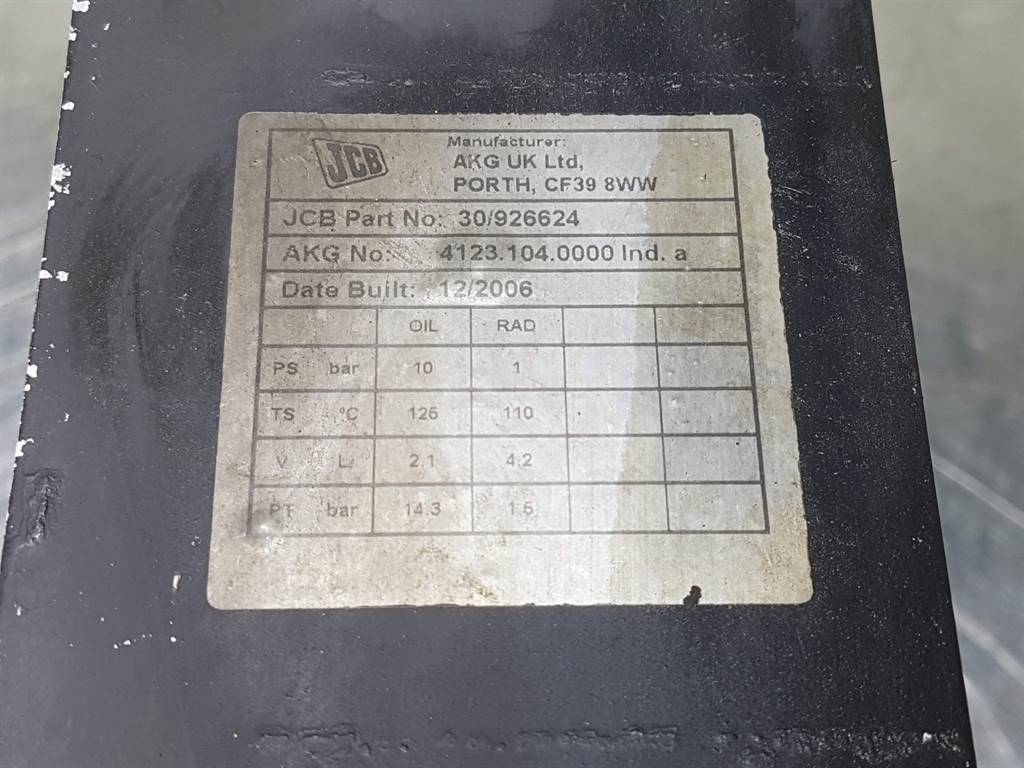 JCB
Manufacturer:
AKG UK Ltd,
PORTH, CF39 8WW
JCB Part No: 30/926624
AKG No: 4123.104.0000 Ind. a
Date Built: 12/2006
OIL RAD
PS bar 10 1
TS °C 125 110
V L 2.1 4.2
PT bar 14.3 1.5